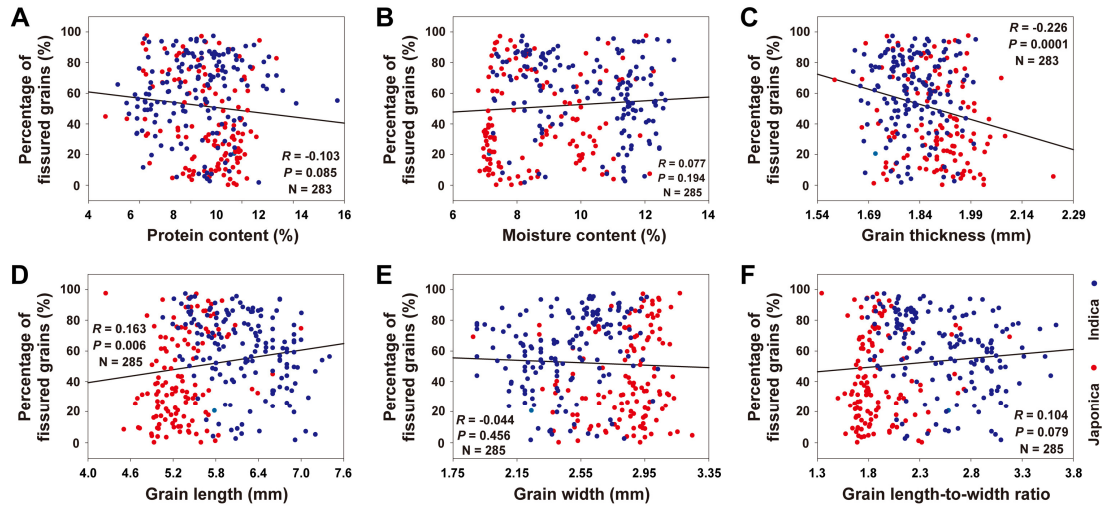 A
Percentage of
fissured grains (%)
100
80
60
40
20
0
R = -0.103
P = 0.085
N = 283
4 6 8 10 12 14 16
Protein content (%)
B
Percentage of
fissured grains (%)
100
80
60
40
20
0
R = 0.077
P = 0.194
N = 285
6 8 10 12 14
Moisture content (%)
C
Percentage of
fissured grains (%)
100
80
60
40
20
0
R = -0.226
P = 0.0001
N = 283
1.54 1.69 1.84 1.99 2.14 2.29
Grain thickness (mm)
D
Percentage of
fissured grains (%)
100
80
60
40
20
0
R = 0.163
P = 0.006
N = 285
4.0 4.6 5.2 5.8 6.4 7.0 7.6
Grain length (mm)
E
Percentage of
fissured grains (%)
100
80
60
40
20
0
R = -0.044
P = 0.456
N = 285
1.75 2.15 2.55 2.95 3.35
Grain width (mm)
F
Percentage of
fissured grains (%)
100
80
60
40
20
0
R = 0.104
P = 0.079
N = 285
1.3 1.8 2.3 2.8 3.3 3.8
Grain length-to-width ratio
Japonica
Indica